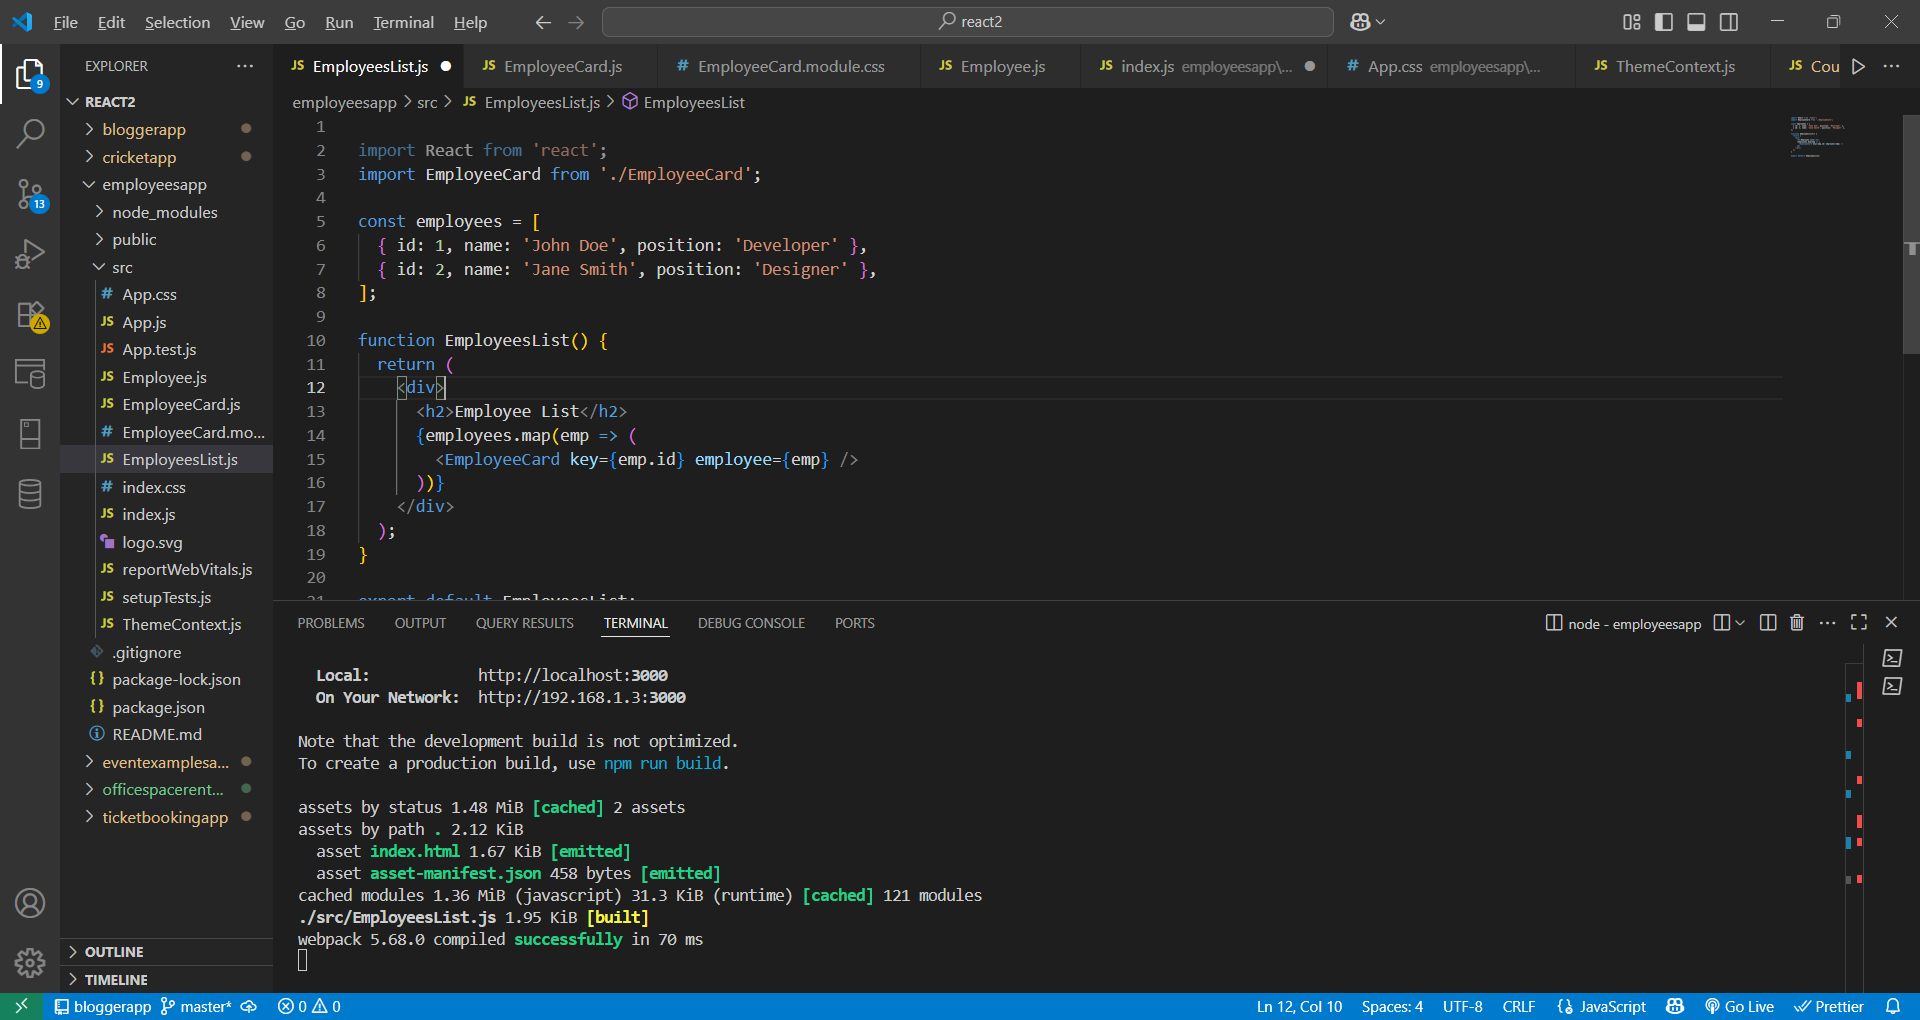 File Edit Selection View Go Run Terminal Help
react2
EXPLORER
REACT2
bloggerapp
cricketapp
employeesapp
node_modules
public
src
App.css
App.js
App.test.js
Employee.js
EmployeeCard.js
EmployeeCard.mo...
EmployeesList.js
index.css
index.js
logo.svg
reportWebVitals.js
setupTests.js
ThemeContext.js
.gitignore
package-lock.json
package.json
README.md
eventexamplesa...
officespacerent...
ticketbookingapp
OUTLINE
TIMELINE
9
13
JS EmployeesList.js JS EmployeeCard.js # EmployeeCard.module.css JS Employee.js JS index.js employeesapp\... # App.css employeesapp\... JS ThemeContext.js JS Cou
employeesapp > src > JS EmployeesList.js > EmployeesList
1
2 import React from 'react';
3 import EmployeeCard from './EmployeeCard';
4
5 const employees = [
6 { id: 1, name: 'John Doe', position: 'Developer' },
7 { id: 2, name: 'Jane Smith', position: 'Designer' },
8 ];
9
10 function EmployeesList() {
11 return (
12 <div>
13 <h2>Employee List</h2>
14 {employees.map(emp => (
15 <EmployeeCard key={emp.id} employee={emp} />
16 ))}
17 </div>
18 );
19 }
20
21 export default EmployeesList;
PROBLEMS OUTPUT QUERY RESULTS TERMINAL DEBUG CONSOLE PORTS
node - employeesapp
Local: http://localhost:3000
On Your Network: http://192.168.1.3:3000
Note that the development build is not optimized.
To create a production build, use npm run build.
assets by status 1.48 MiB [cached] 2 assets
assets by path . 2.12 KiB
asset index.html 1.67 KiB [emitted]
asset asset-manifest.json 458 bytes [emitted]
cached modules 1.36 MiB (javascript) 31.3 KiB (runtime) [cached] 121 modules
./src/EmployeesList.js 1.95 KiB [built]
webpack 5.68.0 compiled successfully in 70 ms
bloggerapp master* 0 0 Ln 12, Col 10 Spaces: 4 UTF-8 CRLF JavaScript Go Live Prettier